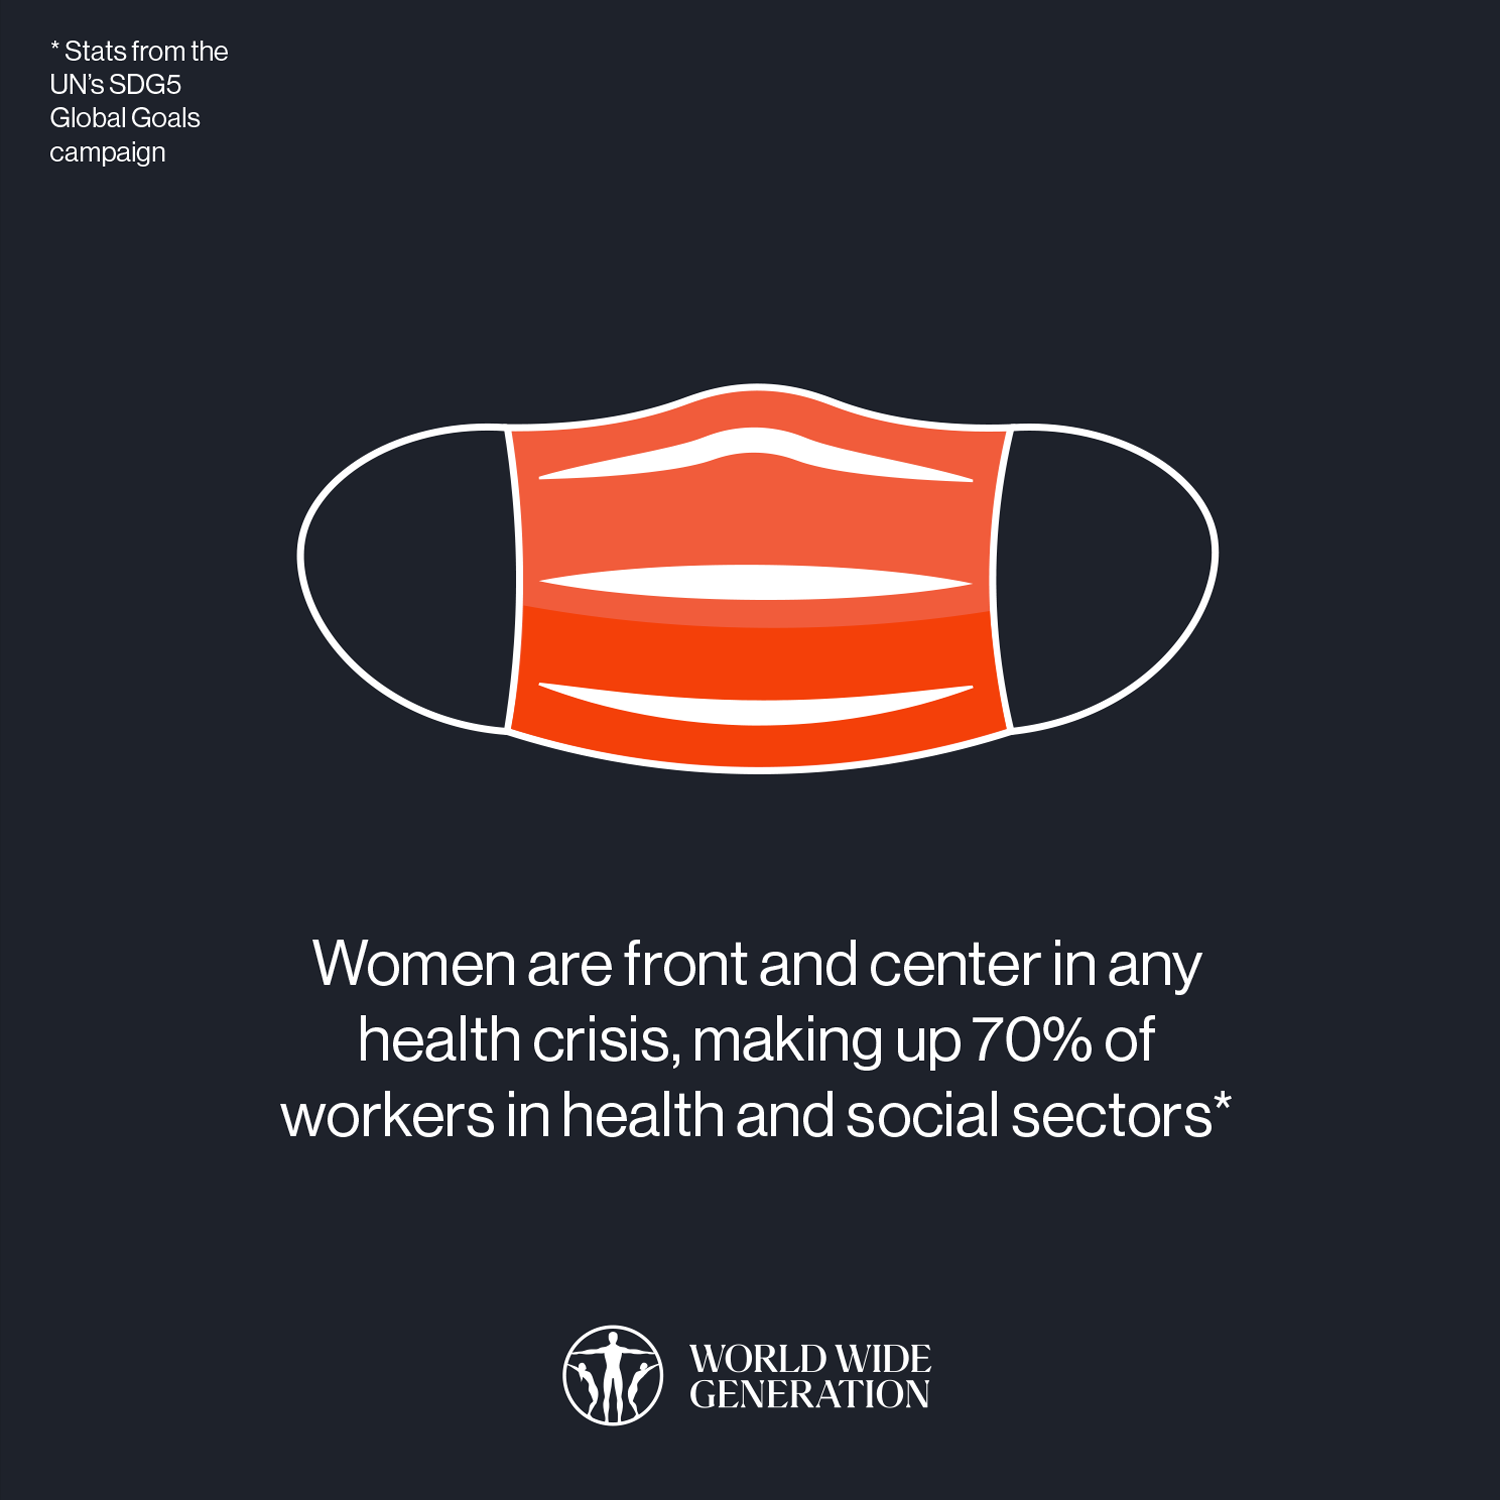 * Stats from the
UN's SDG5
Global Goals
campaign
Women are front and center in any
health crisis, making up 70% of
workers in health and social sectors*
WORLD WIDE
GENERATION